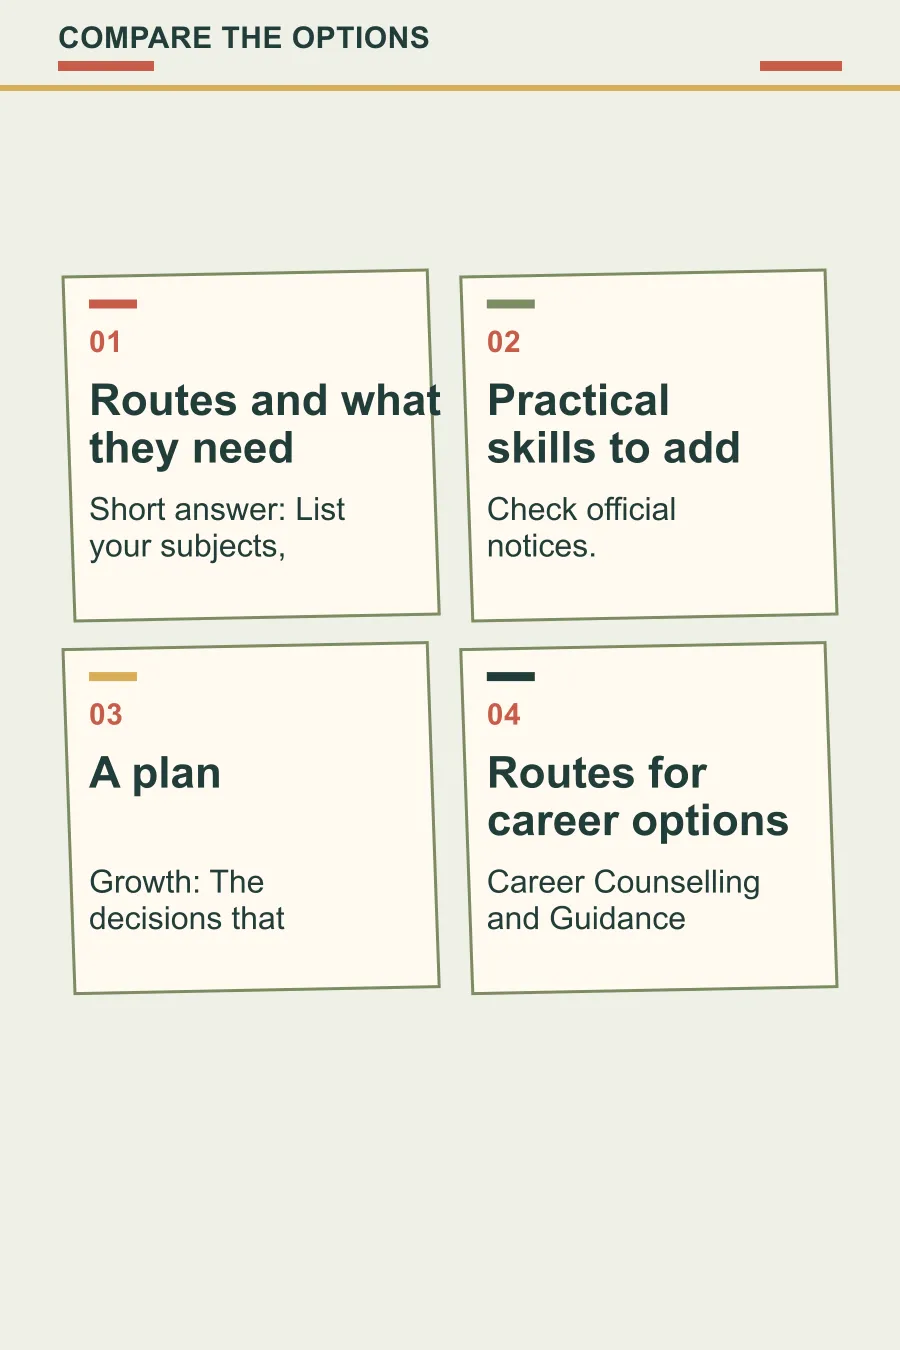 COMPARE THE OPTIONS
01
Routes and what
they need
Short answer: List
your subjects,
02
Practical
skills to add
Check official
notices.
03
A plan
Growth: The
decisions that
04
Routes for
career options
Career Counselling
and Guidance